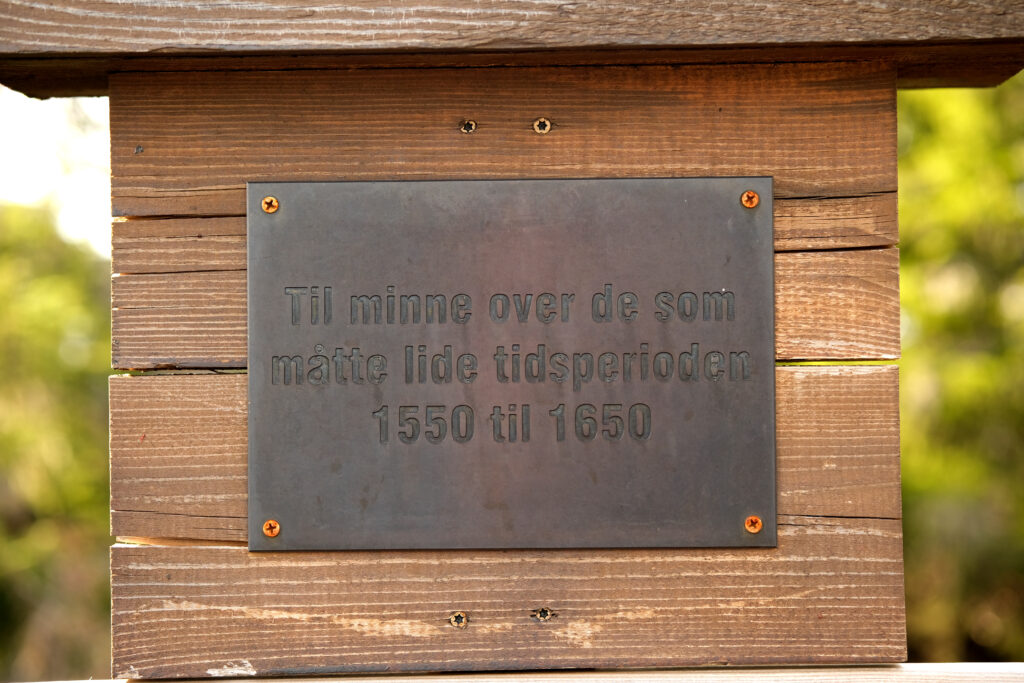 Til minne over de som
måtte lide tidsperioden
1550 til 1650